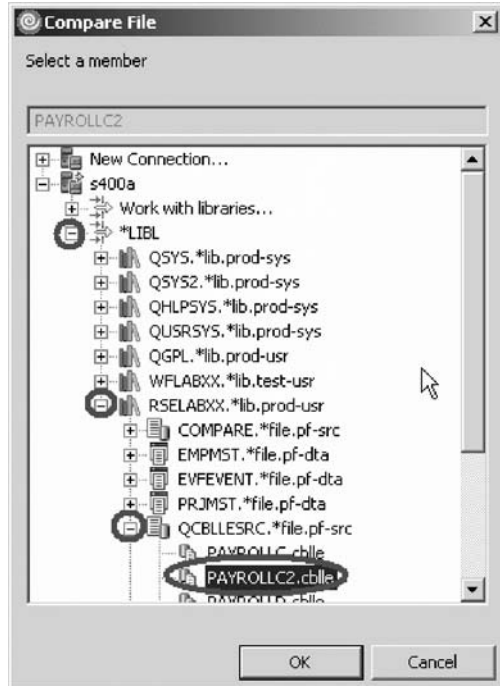 Compare File
Select a member
PAYROLLC2
New Connection...
s400a
Work with libraries...
*LIBL
QSYS.*lib.prod-sys
QSYS2.*lib.prod-sys
QHLPSYS.*lib.prod-sys
QUSRSYS.*lib.prod-sys
QGPL.*lib.prod-usr
WFLABXX.*lib.test-usr
RSELABXX.*lib.prod-usr
COMPARE.*file.pf-src
EMPMST.*file.pf-dta
EVFEVENT.*file.pf-dta
PRJMST.*file.pf-dta
QCBLLESRC.*file.pf-src
PAYROLLC.cblle
PAYROLLC2.cblle
PAYROLLD.cblle
OK Cancel